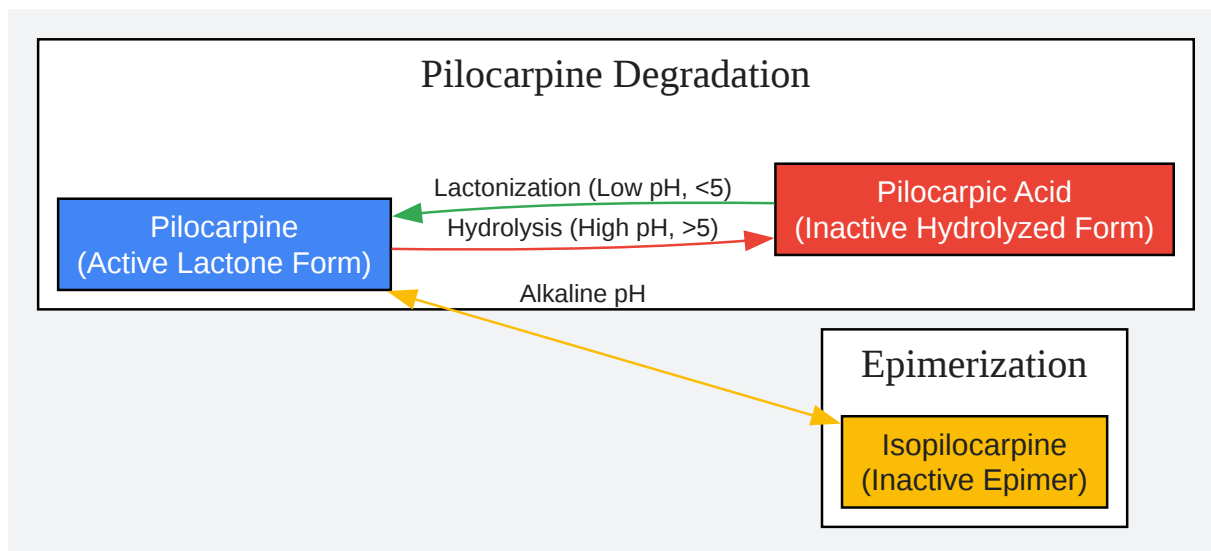 Pilocarpine Degradation
Lactonization (Low pH, <5)
Pilocarpic Acid
(Inactive Hydrolyzed Form)
Pilocarpine
(Active Lactone Form)
Hydrolysis (High pH, >5)
Alkaline pH
Epimerization
Isopilocarpine
(Inactive Epimer)